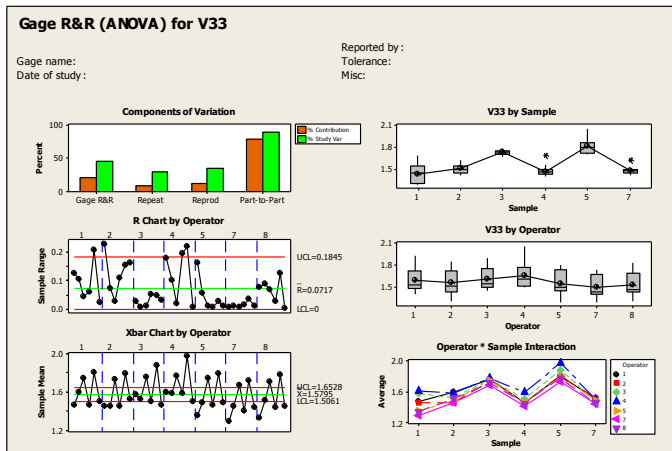 Gage R&R (ANOVA) for V33
Reported by:
Gage name:
Tolerance:
Date of study:
Misc:
Components of Variation
100
50
0
Percent
Gage R&R
Repeat
Reprod
Part-to-Part
% Contribution
% Study Var
V33 by Sample
2.1
1.8
1.5
1
2
3
4
5
7
Sample
*
*
R Chart by Operator
1
2
3
4
5
7
8
0.2
0.1
0.0
Sample Range
UCL=0.1845
R=0.0717
LCL=0
V33 by Operator
2.1
1.8
1.5
1
2
3
4
5
7
8
Operator
Xbar Chart by Operator
1
2
3
4
5
7
8
2.0
1.6
1.2
Sample Mean
UCL=1.6528
X=1.5795
LCL=1.5061
Operator * Sample Interaction
2.0
1.6
1.2
Average
1
2
3
4
5
7
Sample
Operator
1
2
3
4
5
7
8